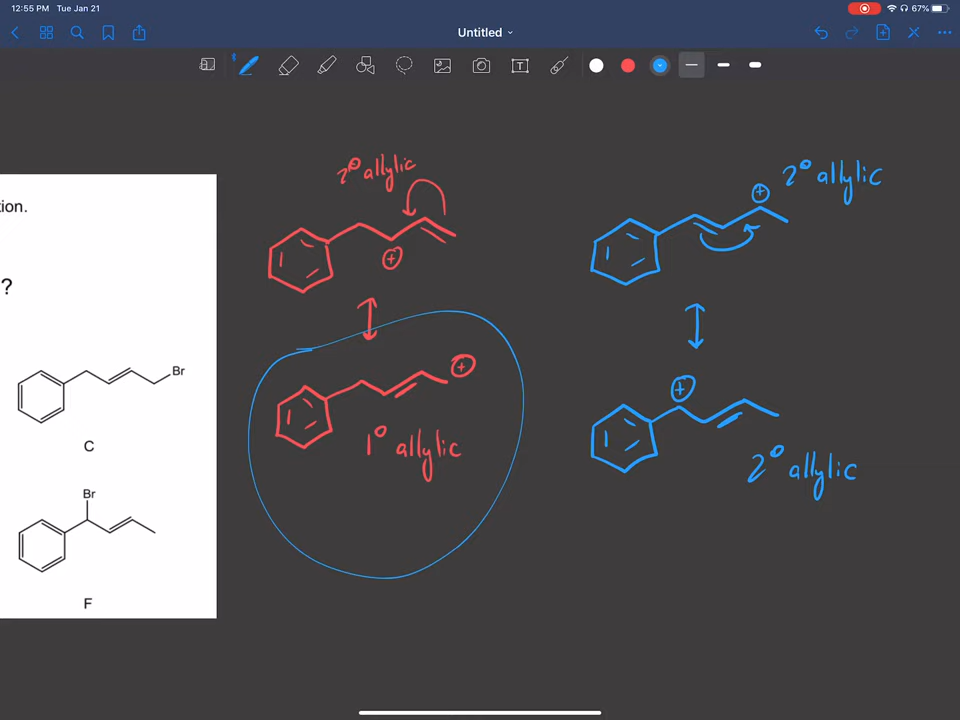 12:55 PM Tue Jan 21
67%
Untitled
T
ion.
?
Br
C
Br
F
2° allylic
+
+
1° allylic
+
2° allylic
+
2° allylic